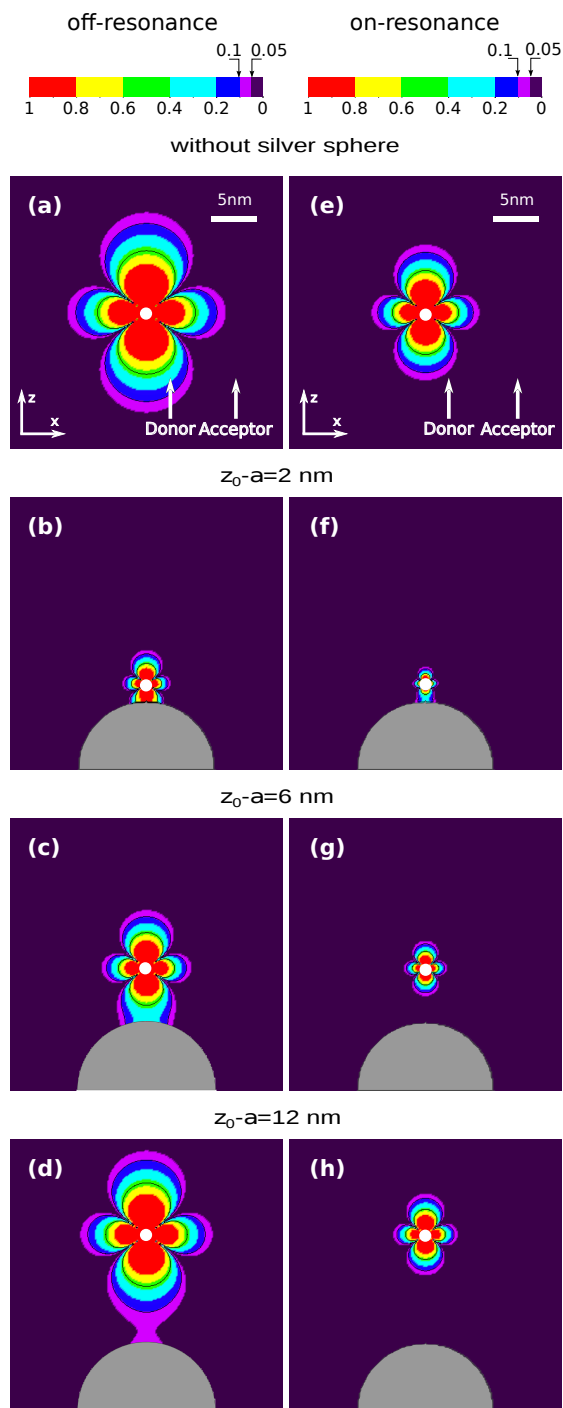 off-resonance on-resonance
0.1 0.05 0.1 0.05
1 0.8 0.6 0.4 0.2 0 1 0.8 0.6 0.4 0.2 0
without silver sphere
(a) 5nm (e) 5nm
z x Donor Acceptor z x Donor Acceptor
z₀-a=2 nm
(b) (f)
z₀-a=6 nm
(c) (g)
z₀-a=12 nm
(d) (h)